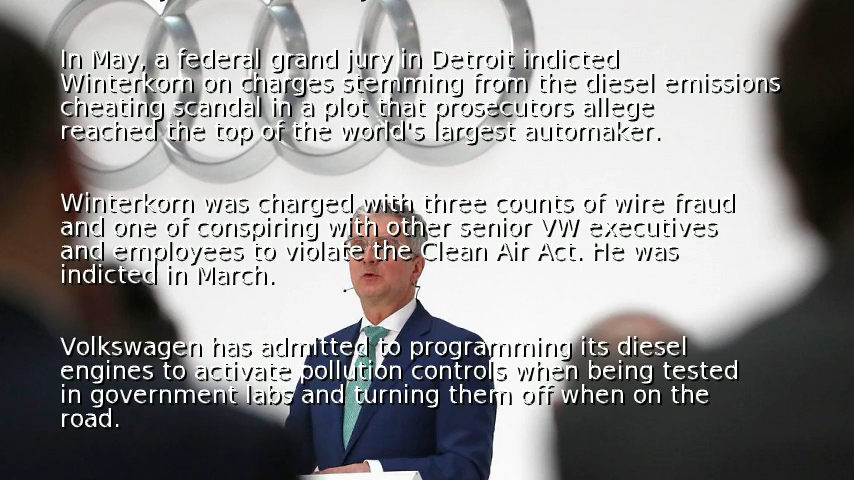 In May, a federal grand jury in Detroit indicted
Winterkorn on charges stemming from the diesel emissions
cheating scandal in a plot that prosecutors allege
reached the top of the world's largest automaker.
Winterkorn was charged with three counts of wire fraud
and one of conspiring with other senior VW executives
and employees to violate the Clean Air Act. He was
indicted in March.
Volkswagen has admitted to programming its diesel
engines to activate pollution controls when being tested
in government labs and turning them off when on the
road.